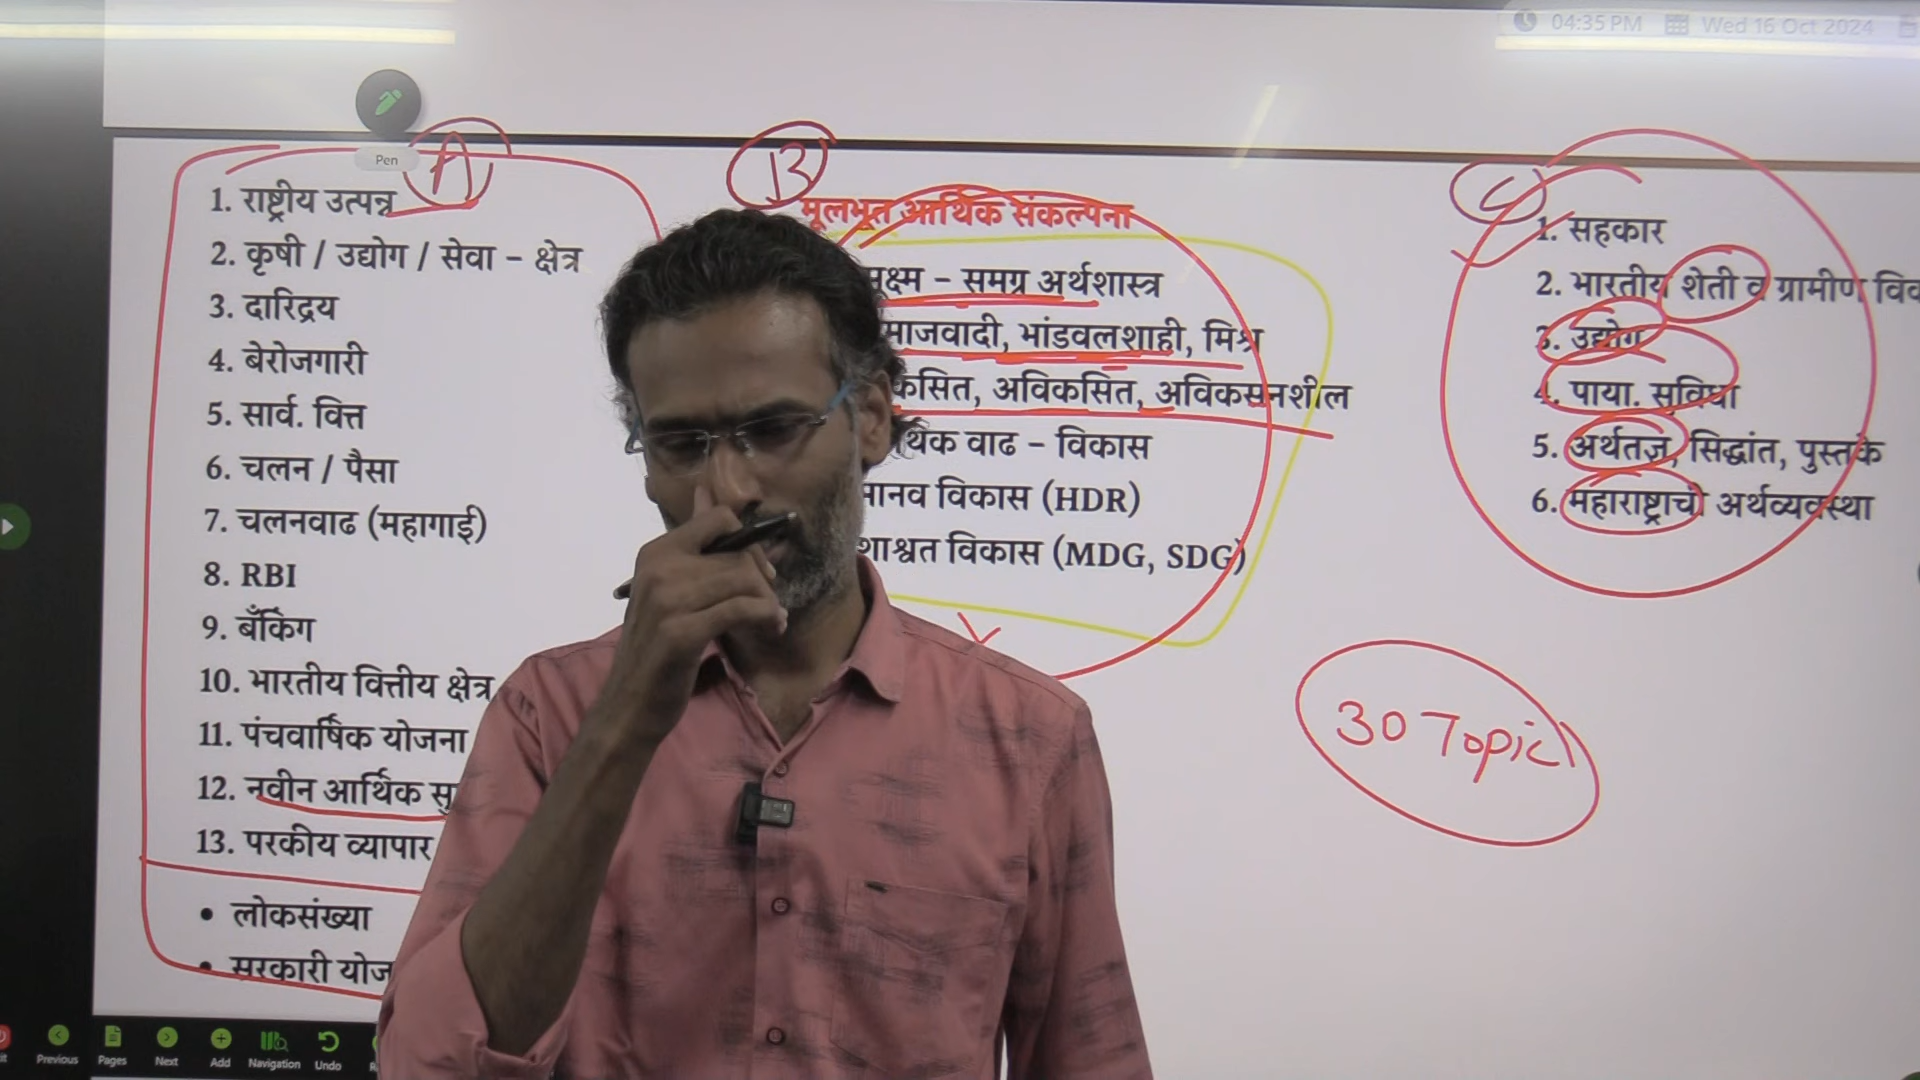 04:35 PM Wed 16 Oct 2024
Pen
A
1. राष्ट्रीय उत्पन्न
2. कृषी / उद्योग / सेवा – क्षेत्र
3. दारिद्रय
4. बेरोजगारी
5. सार्व. वित्त
6. चलन / पैसा
7. चलनवाढ (महागाई)
8. RBI
9. बँकिंग
10. भारतीय वित्तीय क्षेत्र
11. पंचवार्षिक योजना
12. नवीन आर्थिक सु
13. परकीय व्यापार
• लोकसंख्या
• सरकारी योज
B
मूलभूत आर्थिक संकल्पना
सूक्ष्म – समग्र अर्थशास्त्र
माजवादी, भांडवलशाही, मिश्र
कसित, अविकसित, अविकसनशील
र्थिक वाढ – विकास
मानव विकास (HDR)
शाश्वत विकास (MDG, SDG)
C
1. सहकार
2. भारतीय शेती व ग्रामीण विक
3. उद्योग
4. पाया. सुविधा
5. अर्थतज्ञ, सिद्धांत, पुस्तके
6. महाराष्ट्राची अर्थव्यवस्था
30 Topic
Previous Pages Next Add Navigation Undo